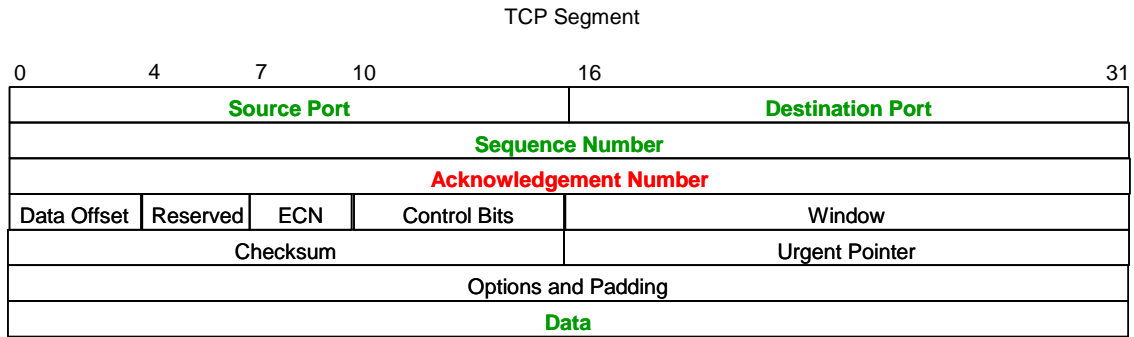 TCP Segment
0 4 7 10 16 31
Source Port Destination Port
Sequence Number
Acknowledgement Number
Data Offset Reserved ECN Control Bits Window
Checksum Urgent Pointer
Options and Padding
Data